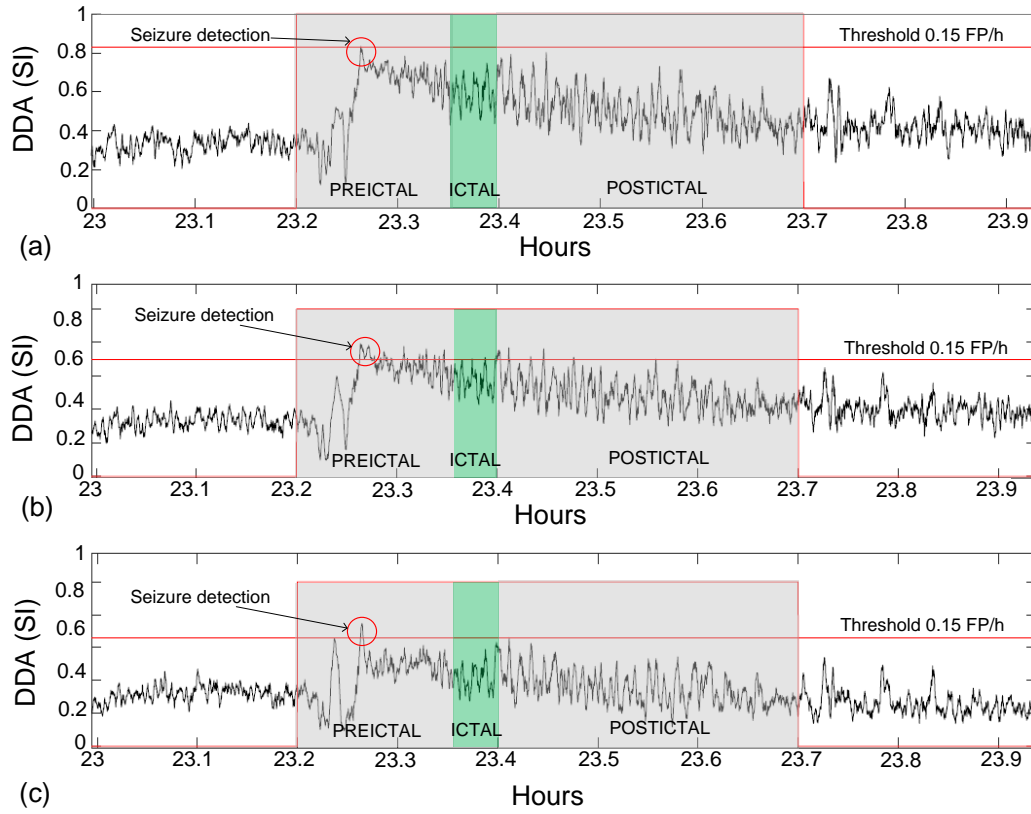 1
Seizure detection
Threshold 0.15 FP/h
0.8
0.6
0.4
0.2
0
DDA (SI)
PREICTAL ICTAL POSTICTAL
23 23.1 23.2 23.3 23.4 23.5 23.6 23.7 23.8 23.9
(a)
Hours
1
0.8
Seizure detection
Threshold 0.15 FP/h
0.6
0.4
0.2
0
DDA (SI)
PREICTAL ICTAL POSTICTAL
23 23.1 23.2 23.3 23.4 23.5 23.6 23.7 23.8 23.9
(b)
Hours
1
0.8
Seizure detection
Threshold 0.15 FP/h
0.6
0.4
0.2
0
DDA (SI)
PREICTAL ICTAL POSTICTAL
23 23.1 23.2 23.3 23.4 23.5 23.6 23.7 23.8 23.9
(c)
Hours